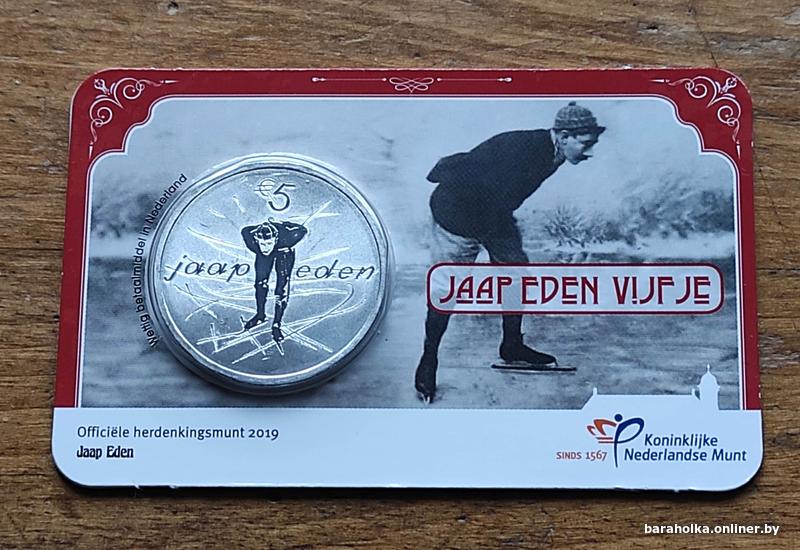 Wettig betaalmiddel in Nederland
€5
jaap eden
JAAP EDEN VIJFJE
Officiële herdenkingsmunt 2019
Jaap Eden
SINDS 1567
Koninklijke
Nederlandse Munt
baraholka.onliner.by